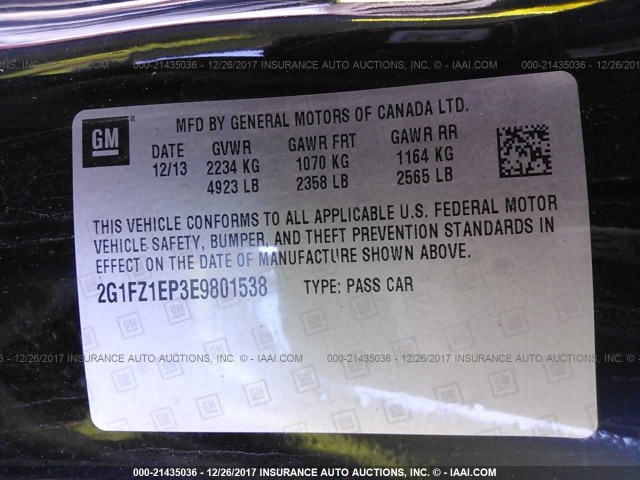 000-21435036 - 12/26/2017 INSURANCE AUTO AUCTIONS, INC. - © IAAI.COM
GM
MFD BY GENERAL MOTORS OF CANADA LTD.
DATE GVWR GAWR FRT GAWR RR
12/13 2234 KG 1070 KG 1164 KG
4923 LB 2358 LB 2565 LB
THIS VEHICLE CONFORMS TO ALL APPLICABLE U.S. FEDERAL MOTOR
VEHICLE SAFETY, BUMPER, AND THEFT PREVENTION STANDARDS IN
EFFECT ON THE DATE OF MANUFACTURE SHOWN ABOVE.
2G1FZ1EP3E9801538 TYPE: PASS CAR
000-21435036 - 12/26/2017 INSURANCE AUTO AUCTIONS, INC. - © IAAI.COM
000-21435036 - 12/26/2017 INSURANCE AUTO AUCTIONS, INC. - © IAAI.COM